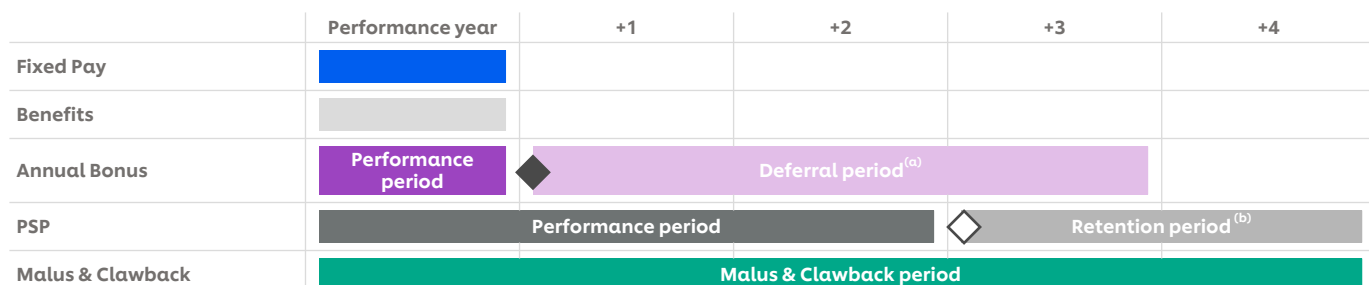 Performance year +1 +2 +3 +4
Fixed Pay
Benefits
Annual Bonus
Performance
period
Deferral period(a)
PSP
Performance period
Retention period(b)
Malus & Clawback
Malus & Clawback period